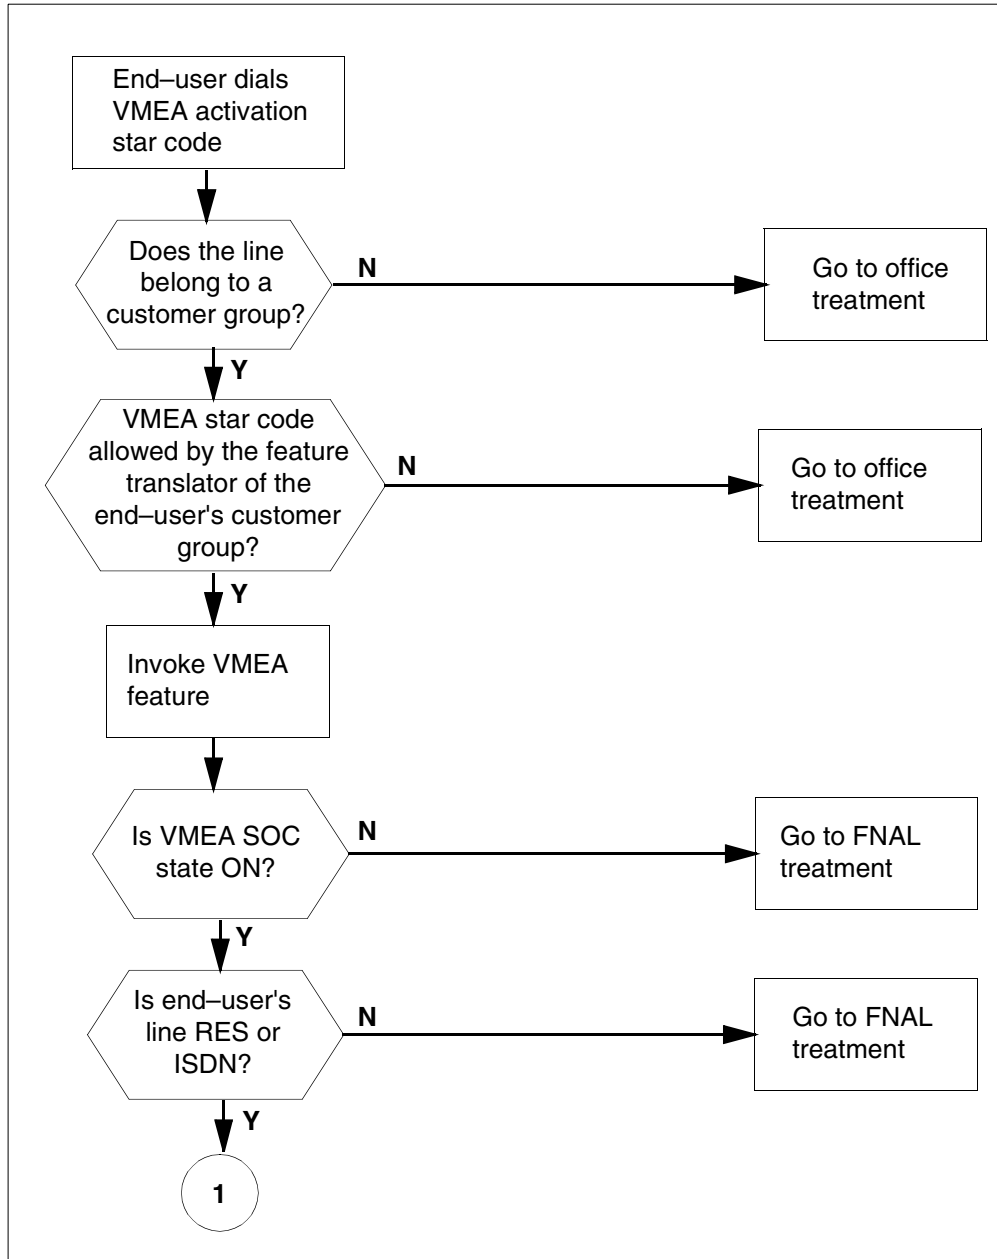 End–user dials
VMEA activation
star code
Does the line
belong to a
customer group?
N
Go to office
treatment
Y
VMEA star code
allowed by the feature
translator of the
end–user's customer
group?
N
Go to office
treatment
Y
Invoke VMEA
feature
Is VMEA SOC
state ON?
N
Go to FNAL
treatment
Y
Is end–user's
line RES or
ISDN?
N
Go to FNAL
treatment
Y
1